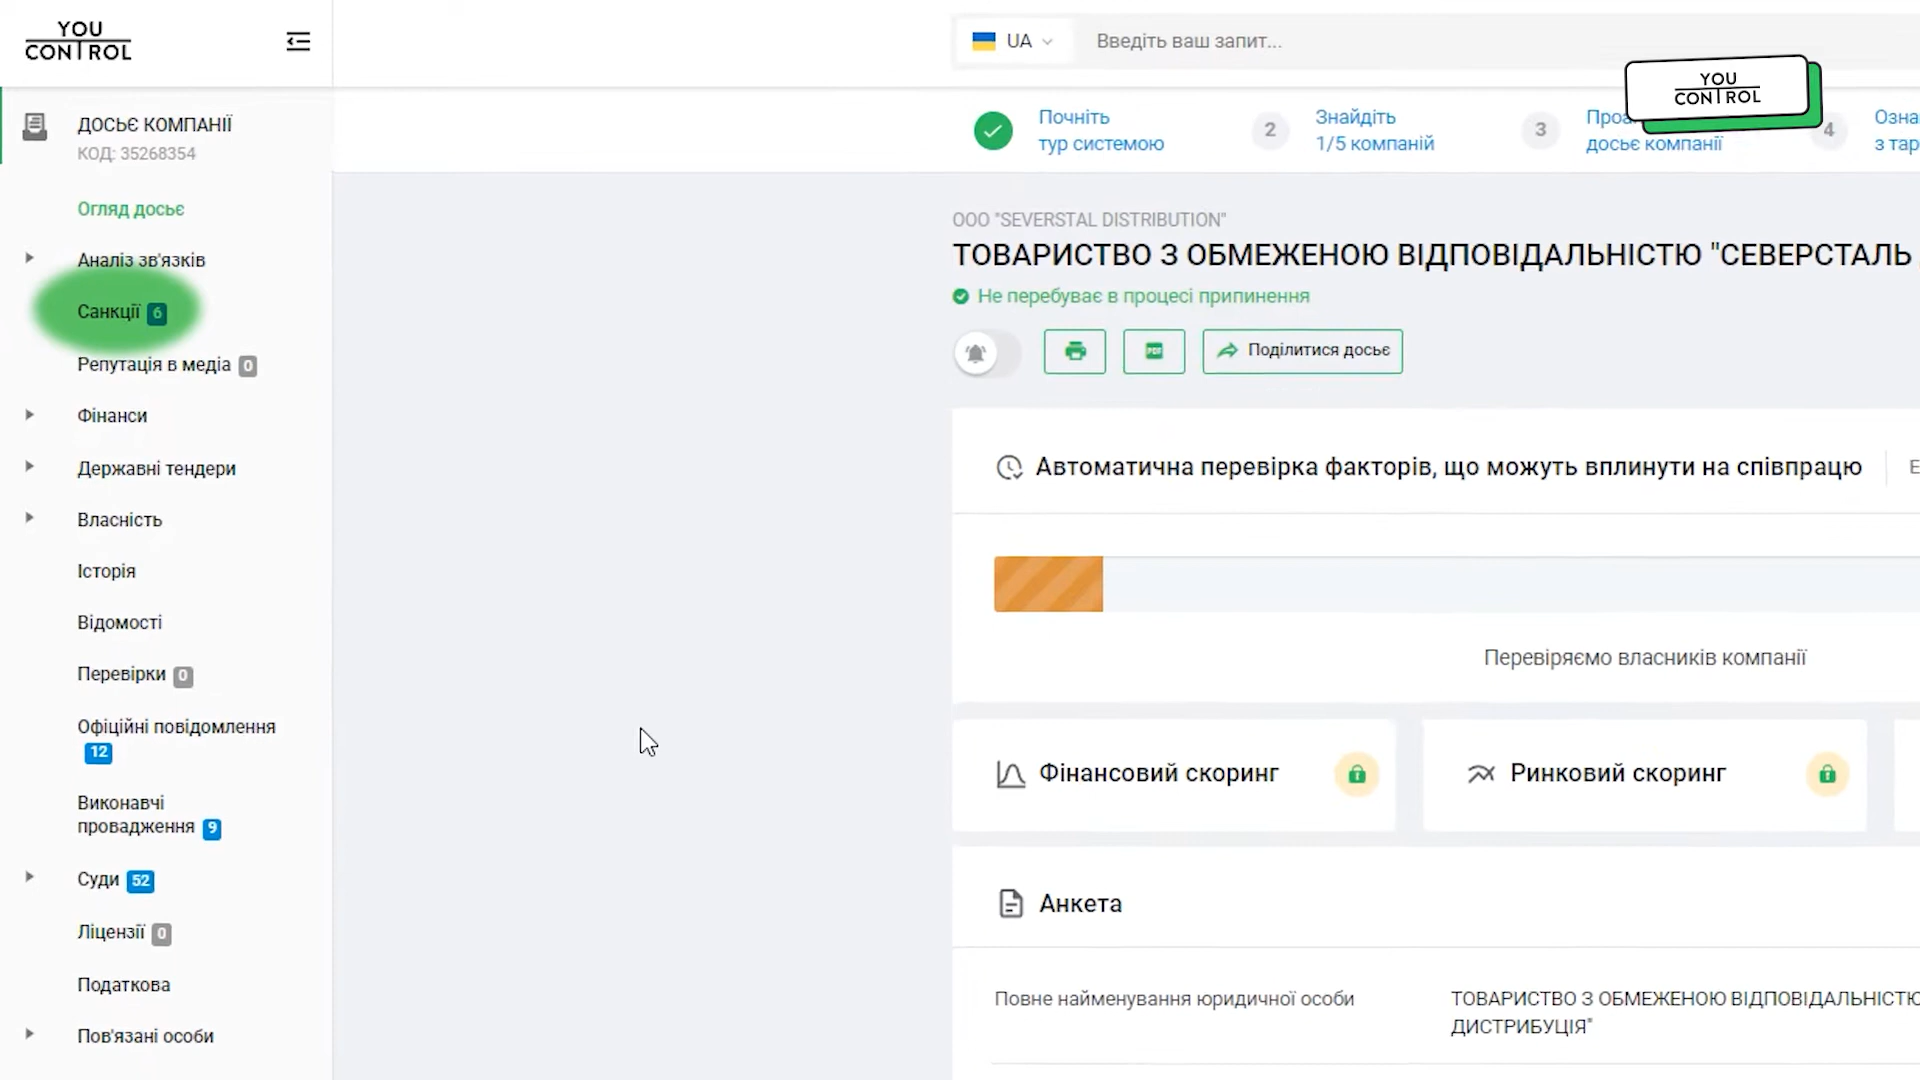 YOU
CONTROL
UA
Введіть ваш запит...
YOU
CONTROL
ДОСЬЄ КОМПАНІЇ
КОД: 35268354
Огляд досьє
Аналіз зв'язків
Санкції 6
Репутація в медіа 0
Фінанси
Державні тендери
Власність
Історія
Відомості
Перевірки 0
Офіційні повідомлення
12
Виконавчі
провадження 9
Суди 52
Ліцензії 0
Податкова
Пов'язані особи
Почніть
тур системою
2
Знайдіть
1/5 компаній
3
досьє компанії
4
з
ООО "SEVERSTAL DISTRIBUTION"
ТОВАРИСТВО З ОБМЕЖЕНОЮ ВІДПОВІДАЛЬНІСТЮ "СЕВЕРСТАЛЬ
Не перебуває в процесі припинення
PDF
Поділитися досьє
Автоматична перевірка факторів, що можуть вплинути на співпрацю
Перевіряємо власників компанії
Фінансовий скоринг
Ринковий скоринг
Анкета
Повне найменування юридичної особи
ТОВАРИСТВО З ОБМЕЖЕНОЮ ВІДПОВІДАЛЬНІСТЮ
ДИСТРИБУЦІЯ"